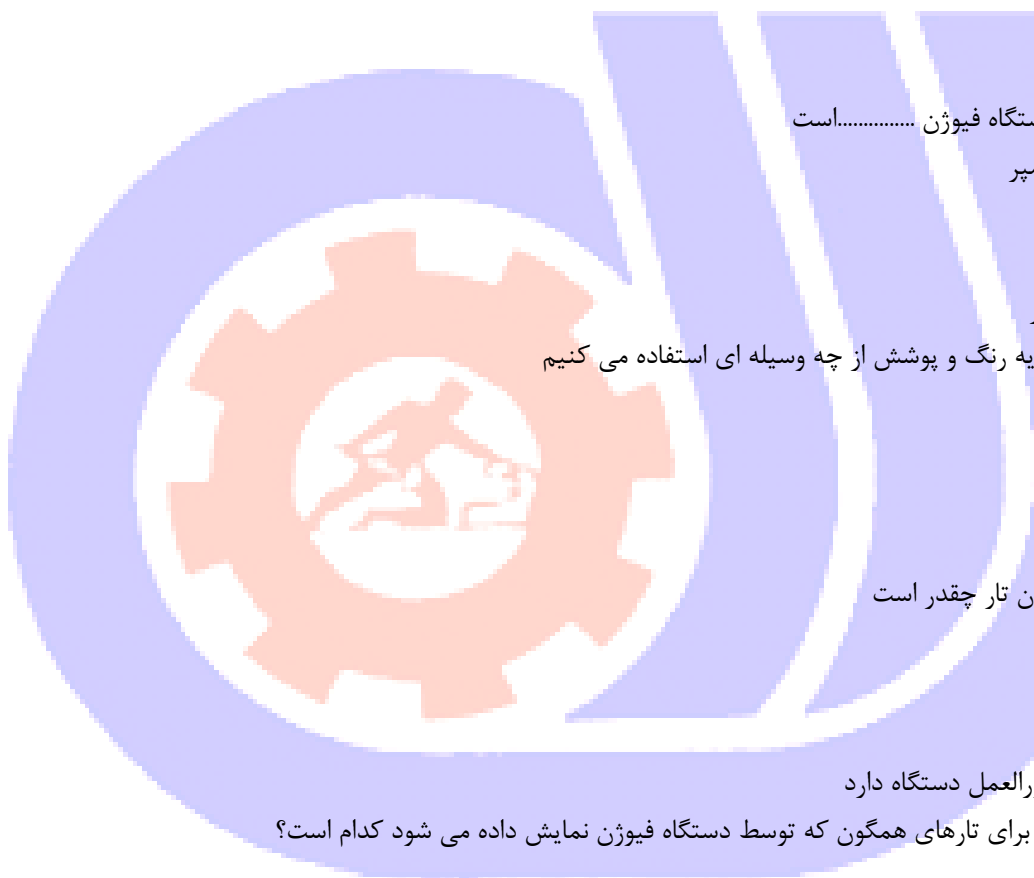 ستگاه فیوژن ...............است
مپر
یه رنگ و پوشش از چه وسیله ای استفاده می کنیم
ن تار چقدر است
رالعمل دستگاه دارد
برای تارهای همگون که توسط دستگاه فیوژن نمایش داده می شود کدام است؟